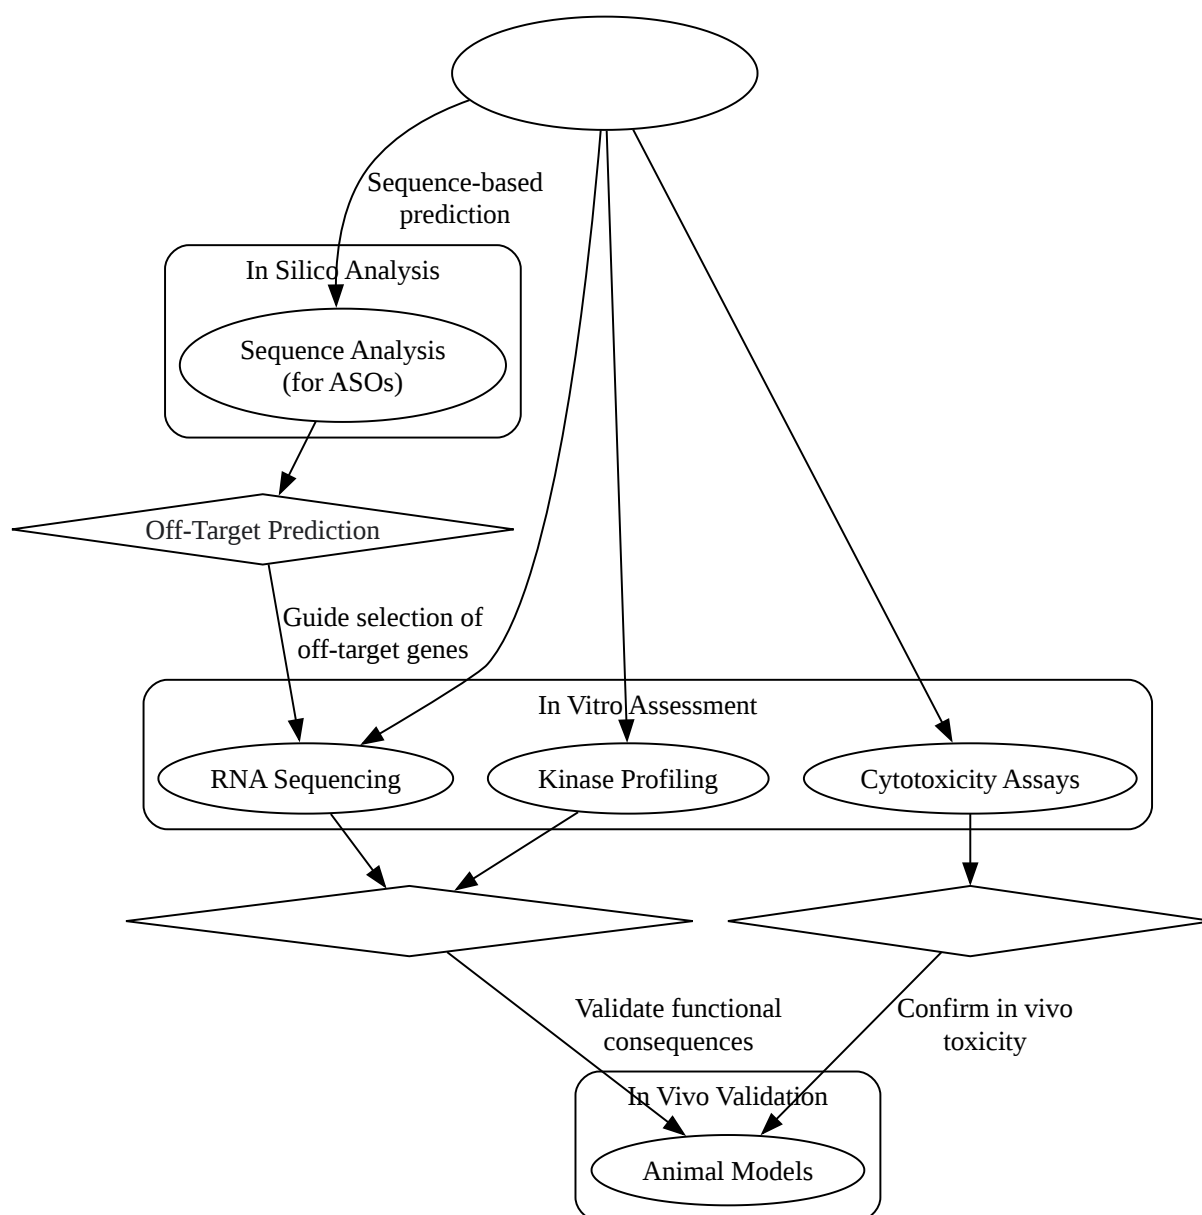 Sequence-based
prediction
In Silico Analysis
Sequence Analysis
(for ASOs)
Off-Target Prediction
Guide selection of
off-target genes
In Vitro Assessment
RNA Sequencing
Kinase Profiling
Cytotoxicity Assays
Validate functional
consequences
Confirm in vivo
toxicity
In Vivo Validation
Animal Models